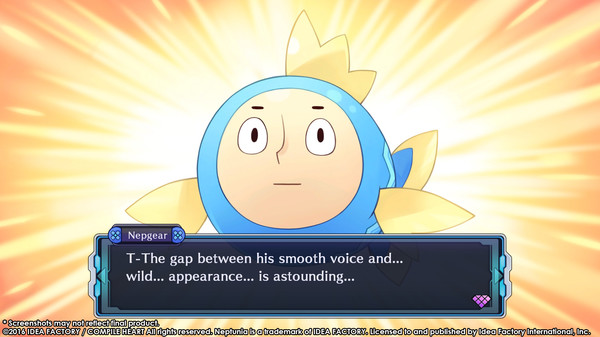 Nepgear
T-The gap between his smooth voice and...
wild... appearance... is astounding...
* Screenshots may not reflect final product.
©2016 IDEA FACTORY / COMPILE HEART All rights reserved. Neptunia is a trademark of IDEA FACTORY. Licensed to and published by Idea Factory International, Inc.